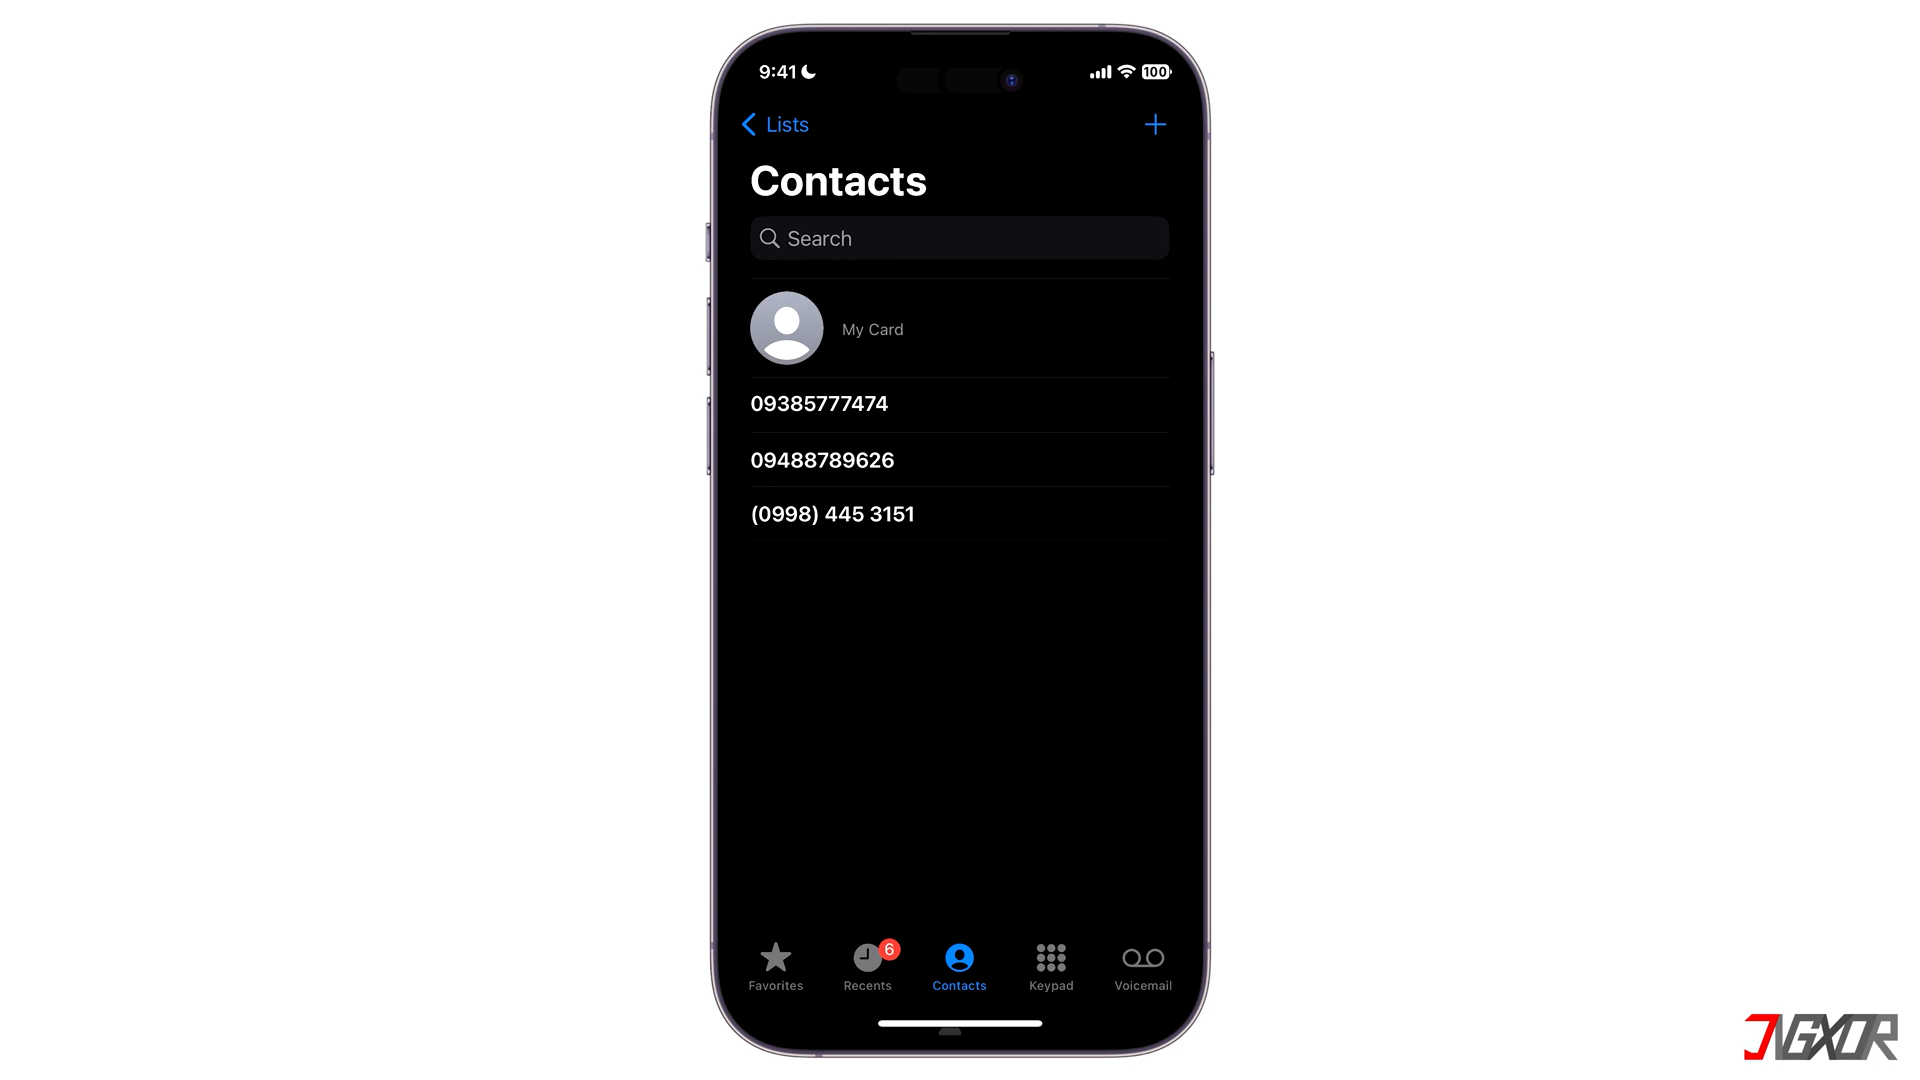 9:41
100
Lists
Contacts
Search
My Card
09385777474
09488789626
(0998) 445 3151
6
Favorites Recents Contacts Keypad Voicemail